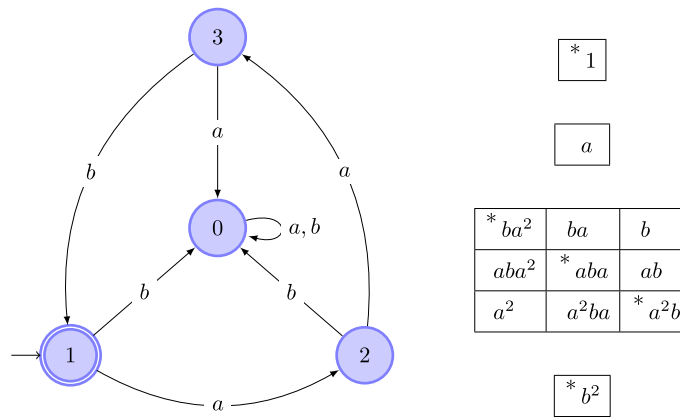 3
* 1
a
a
b
a
* ba² ba b
0
a, b
aba² * aba ab
b
b
a² a²ba * a²b
1
2
* b²
a